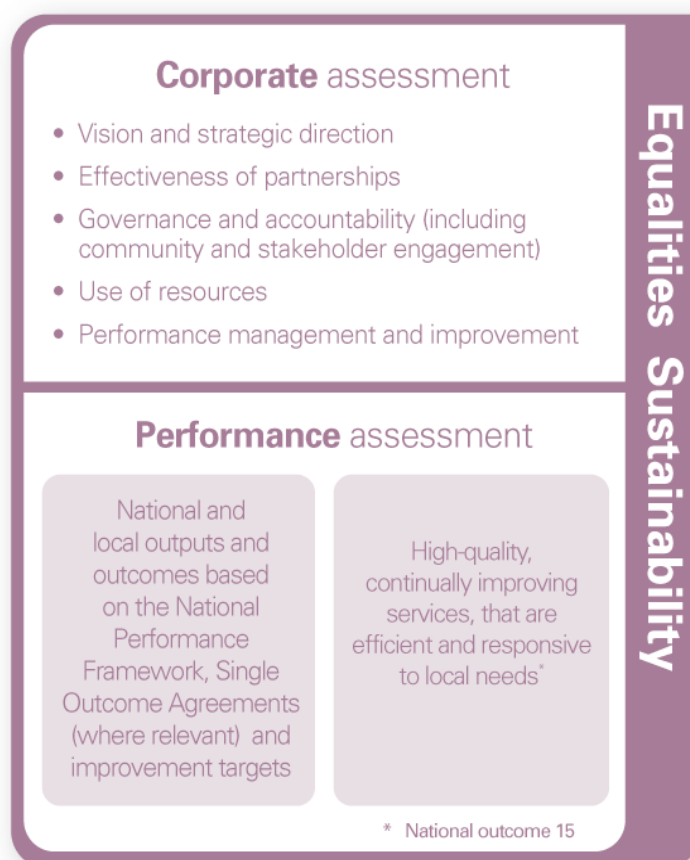 Corporate assessment
• Vision and strategic direction
• Effectiveness of partnerships
• Governance and accountability (including
community and stakeholder engagement)
• Use of resources
• Performance management and improvement
Performance assessment
National and
local outputs and
outcomes based
on the National
Performance
Framework, Single
Outcome Agreements
(where relevant) and
improvement targets
High-quality,
continually improving
services, that are
efficient and responsive
to local needs*
* National outcome 15
Equalities Sustainability